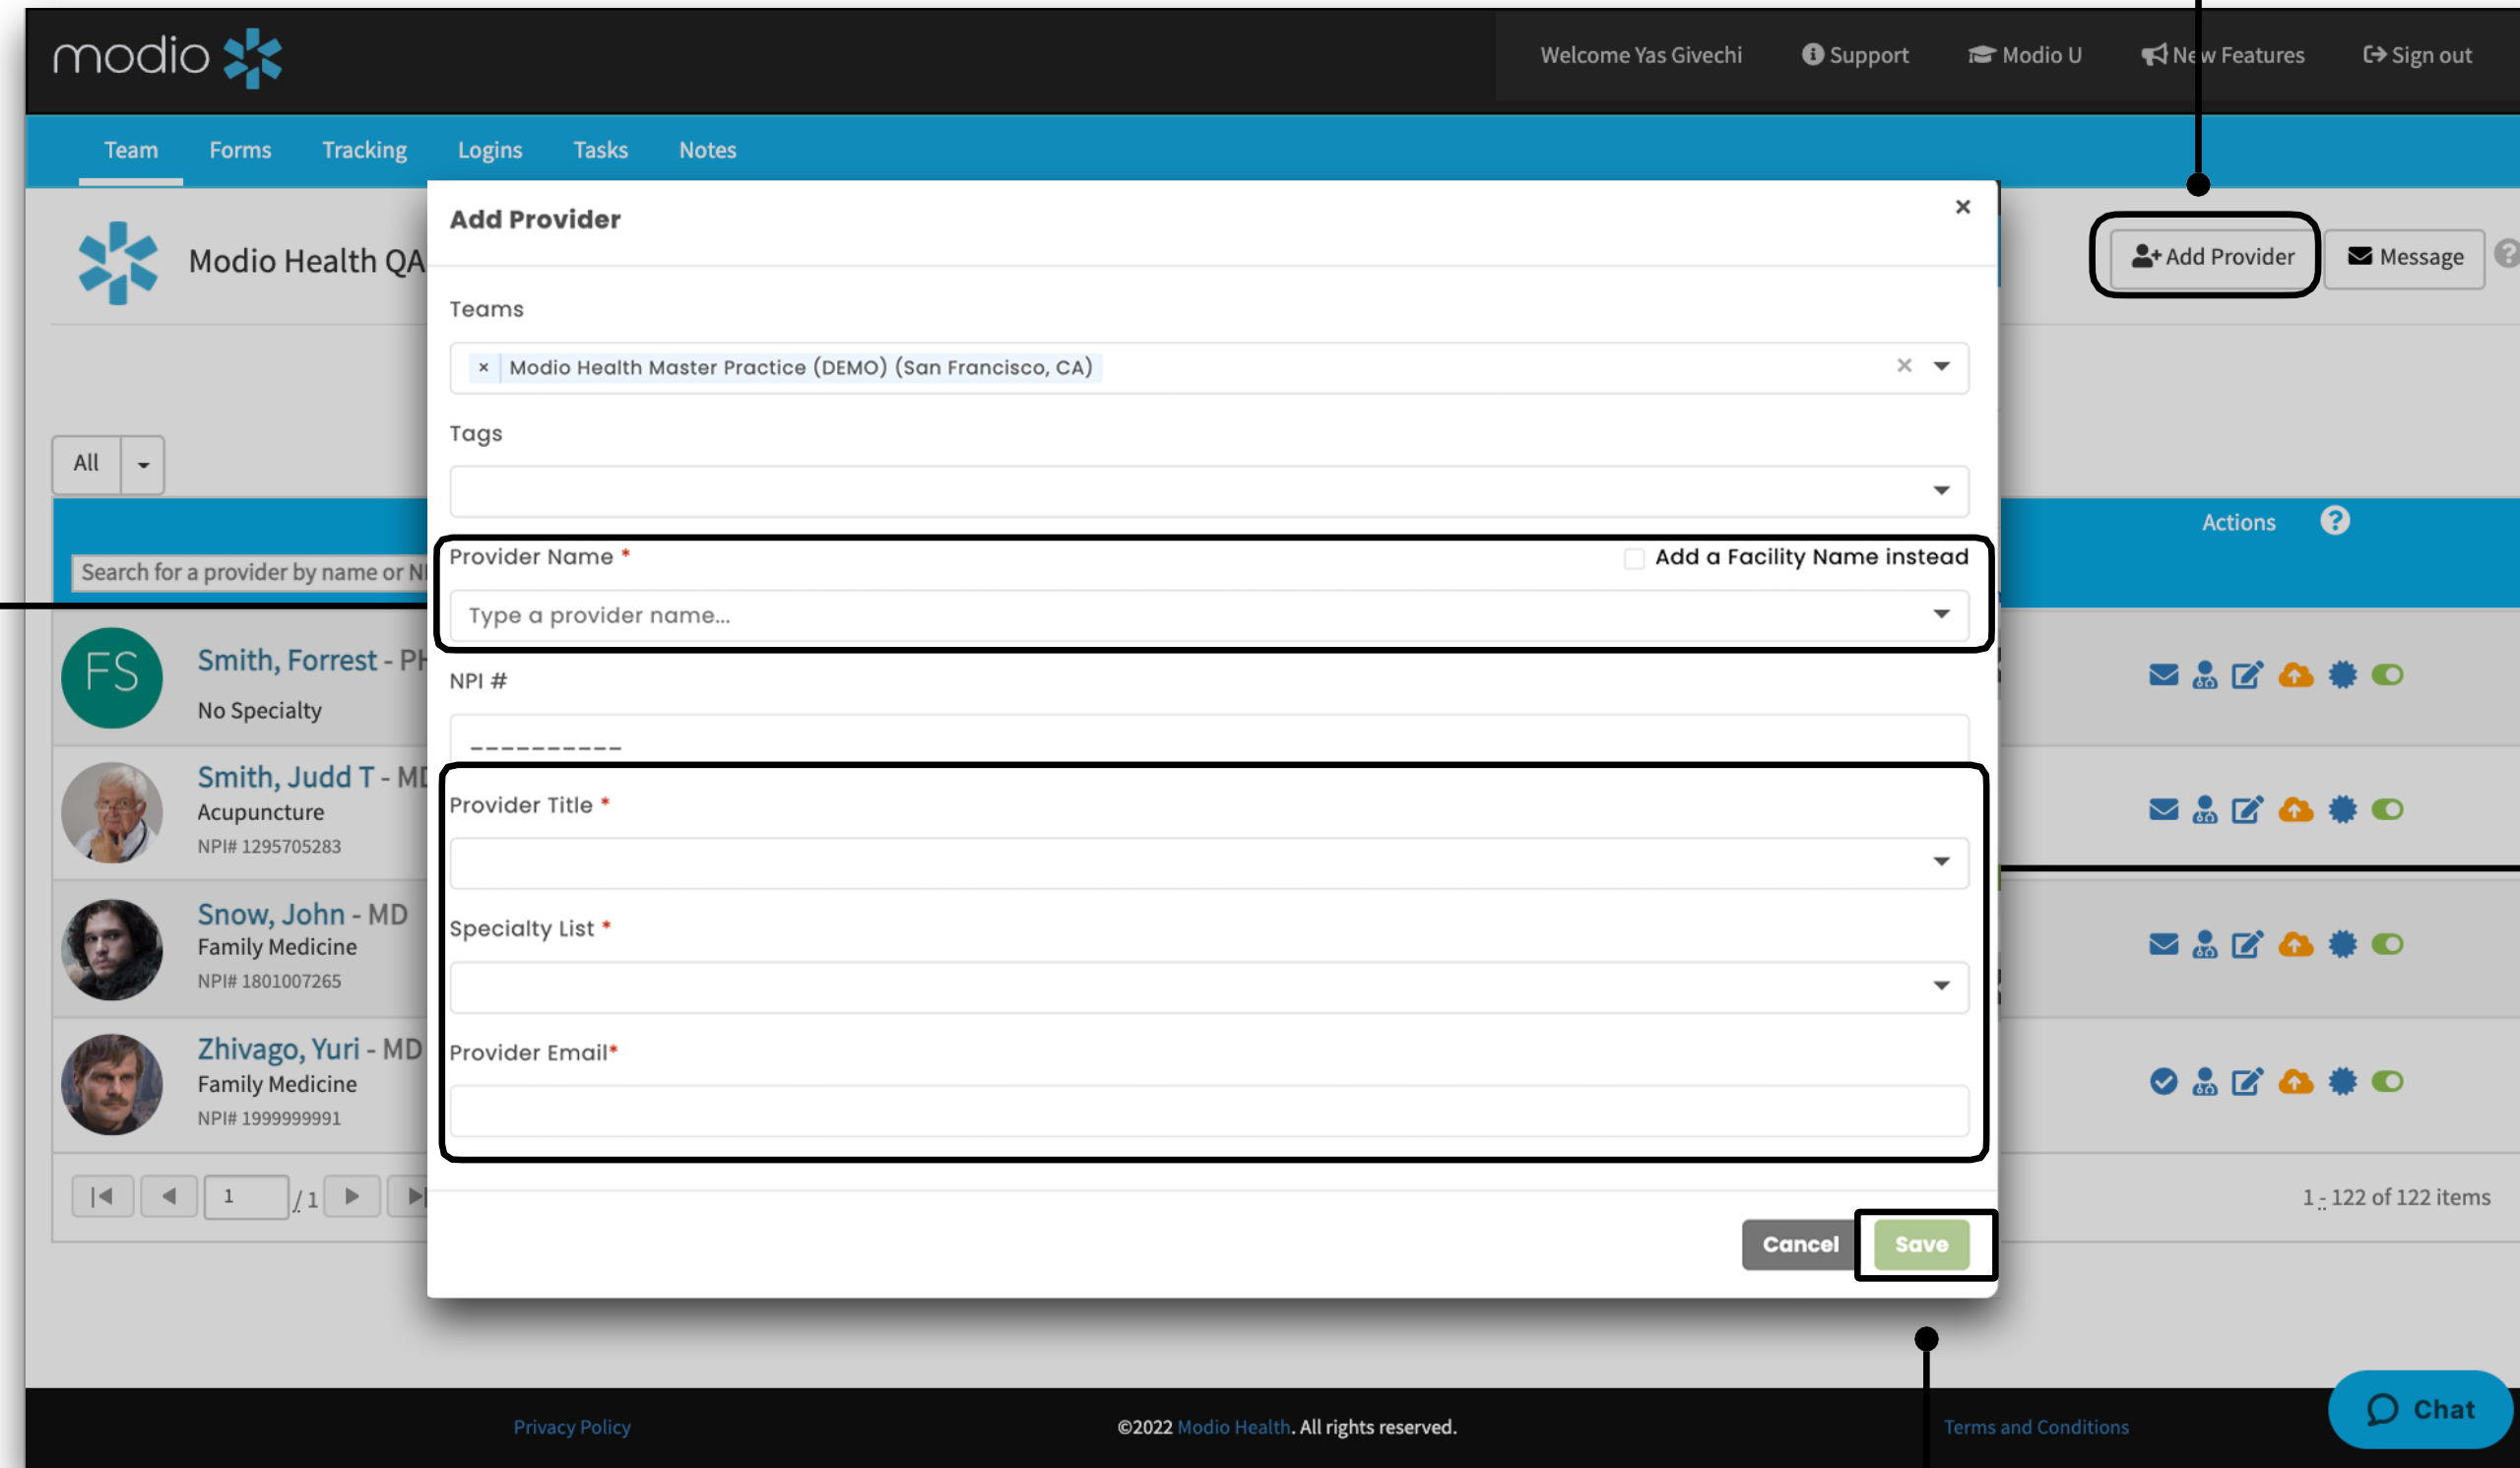 modio
Welcome Yas Givechi
Support
Modio U
New Features
Sign out
Team
Forms
Tracking
Logins
Tasks
Notes
Modio Health QA
Add Provider
Message
All
Search for a provider by name or
Actions
Smith, Forrest -
No Specialty
FS
Smith, Judd T -
Acupuncture
NPI# 1295705283
Snow, John - MD
Family Medicine
NPI# 1801007265
Zhivago, Yuri - MD
Family Medicine
NPI# 1999999991
1
/ 1
1 - 122 of 122 items
Add Provider
×
Teams
× Modio Health Master Practice (DEMO) (San Francisco, CA)
Tags
Provider Name *
Add a Facility Name instead
Type a provider name...
NPI #
__________
Provider Title *
Specialty List *
Provider Email*
Cancel
Save
Privacy Policy
©2022 Modio Health. All rights reserved.
Terms and Conditions
Chat